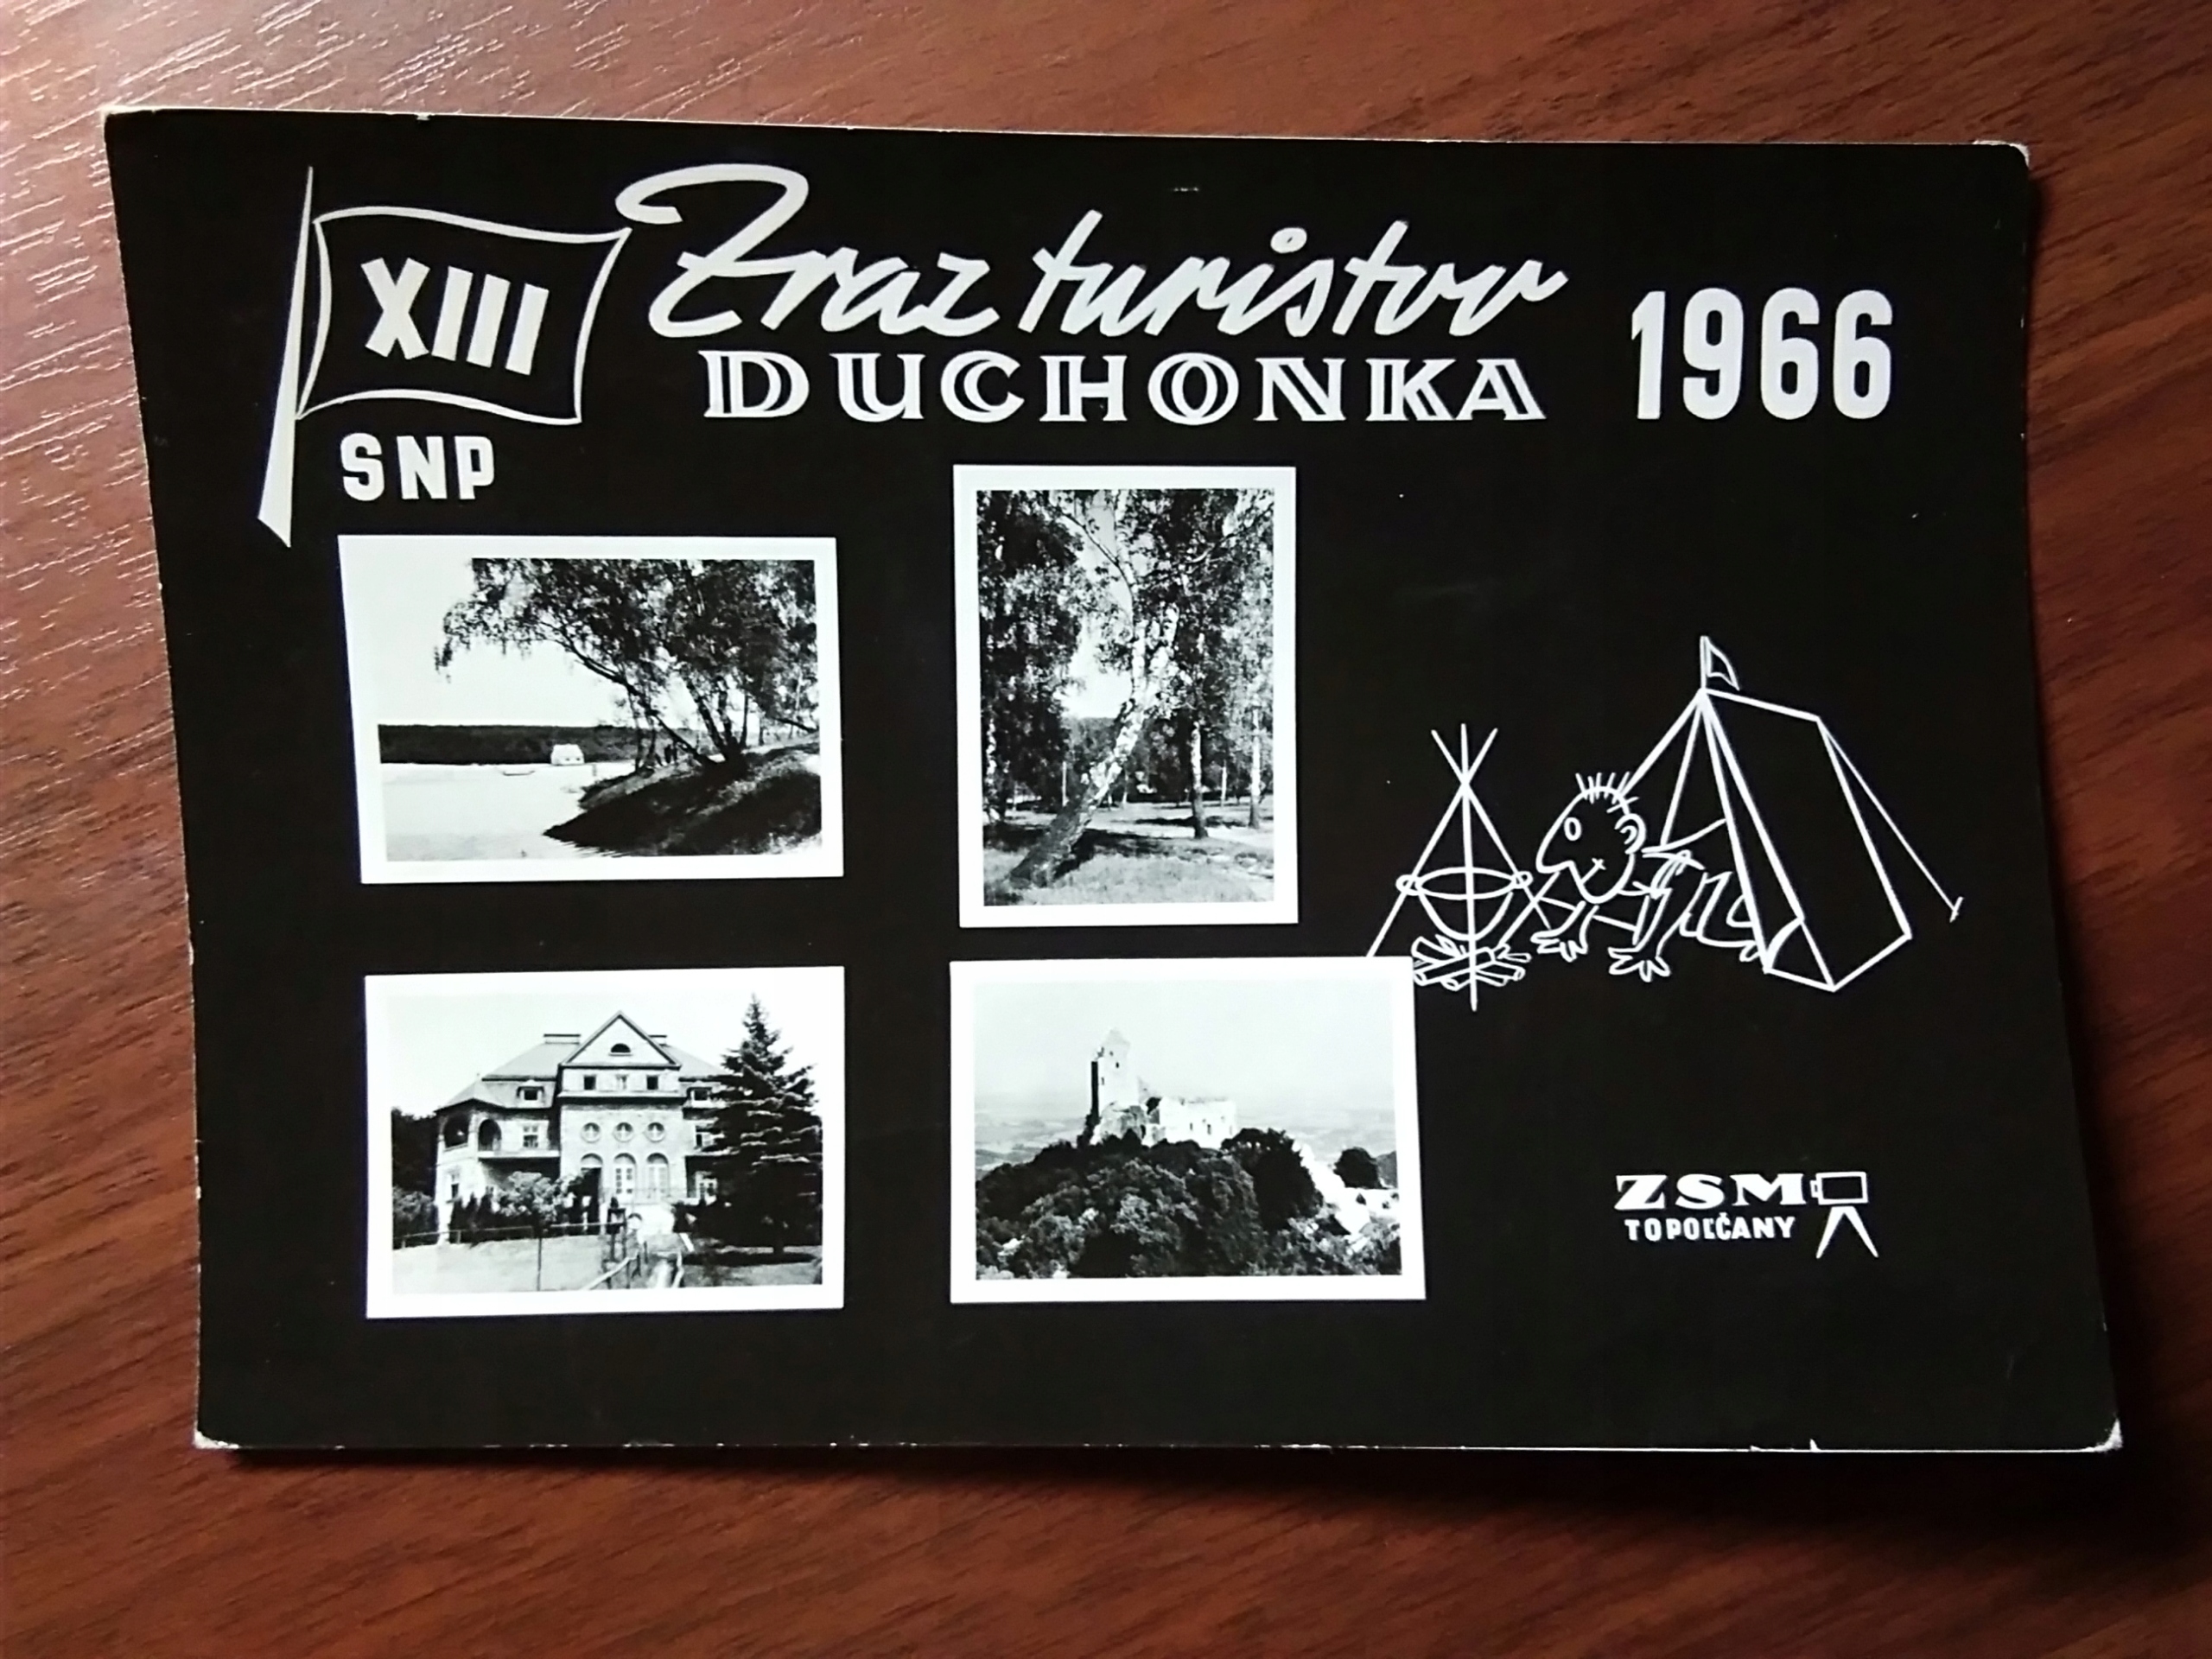 XIII
SNP
Zraz turistov
DUCHONKA
1966
ZSM
TOPOĽČANY